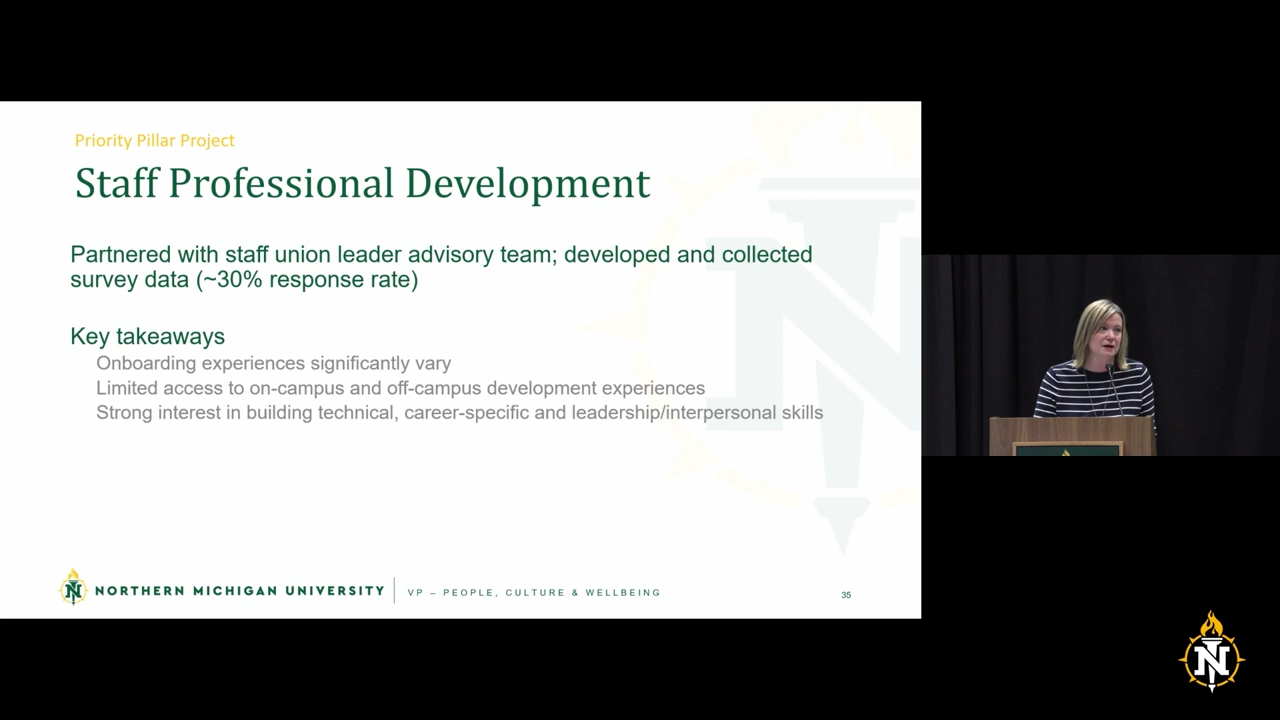 Priority Pillar Project
Staff Professional Development
Partnered with staff union leader advisory team; developed and collected
survey data (~30% response rate)
Key takeaways
Onboarding experiences significantly vary
Limited access to on-campus and off-campus development experiences
Strong interest in building technical, career-specific and leadership/interpersonal skills
N
NORTHERN MICHIGAN UNIVERSITY
VP – PEOPLE, CULTURE & WELLBEING
35
N